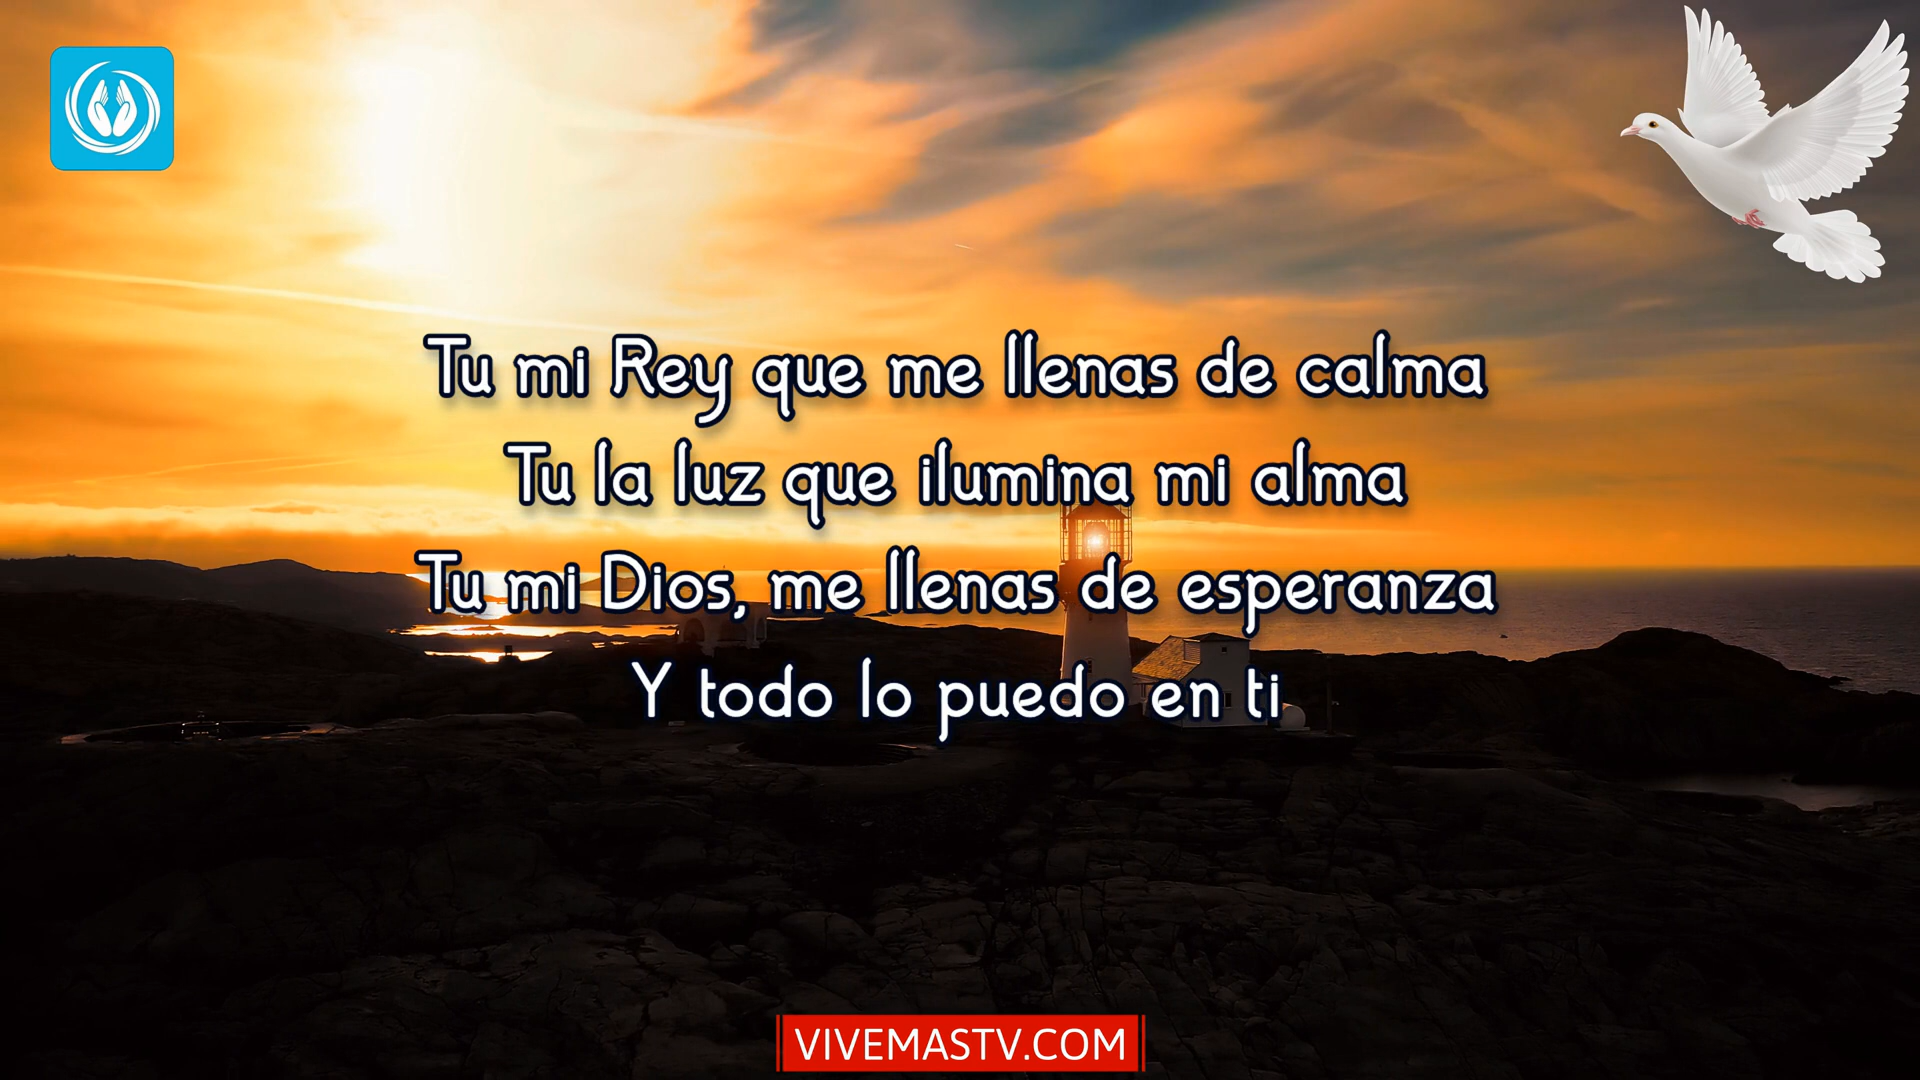 Tu mi Rey que me llenas de calma
Tu la luz que ilumina mi alma
Tu mi Dios, me llenas de esperanza
Y todo lo puedo en ti
VIVEMASTV.COM